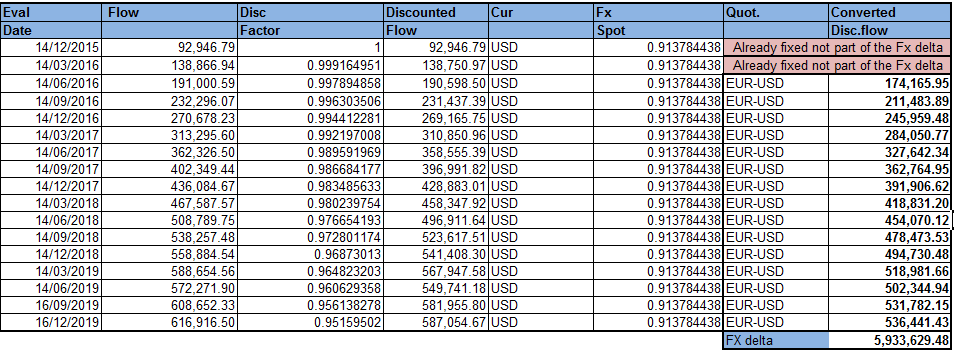 Eval Flow Disc Discounted Cur Fx Quot. Converted
Date Factor Flow Spot Disc.flow
14/12/2015 92,946.79 1 92,946.79 USD 0.913784438 Already fixed not part of the Fx delta
14/03/2016 138,866.94 0.999164951 138,750.97 USD 0.913784438 Already fixed not part of the Fx delta
14/06/2016 191,000.59 0.997894858 190,598.50 USD 0.913784438 EUR-USD 174,165.95
14/09/2016 232,296.07 0.996303506 231,437.39 USD 0.913784438 EUR-USD 211,483.89
14/12/2016 270,678.23 0.994412281 269,165.75 USD 0.913784438 EUR-USD 245,959.48
14/03/2017 313,295.60 0.992197008 310,850.96 USD 0.913784438 EUR-USD 284,050.77
14/06/2017 362,326.50 0.989591969 358,555.39 USD 0.913784438 EUR-USD 327,642.34
14/09/2017 402,349.44 0.986684177 396,991.82 USD 0.913784438 EUR-USD 362,764.95
14/12/2017 436,084.67 0.983485633 428,883.01 USD 0.913784438 EUR-USD 391,906.62
14/03/2018 467,587.57 0.980239754 458,347.92 USD 0.913784438 EUR-USD 418,831.20
14/06/2018 508,789.75 0.976654193 496,911.64 USD 0.913784438 EUR-USD 454,070.12
14/09/2018 538,257.48 0.972801174 523,617.51 USD 0.913784438 EUR-USD 478,473.53
14/12/2018 558,884.54 0.96873013 541,408.30 USD 0.913784438 EUR-USD 494,730.48
14/03/2019 588,654.56 0.964823203 567,947.58 USD 0.913784438 EUR-USD 518,981.66
14/06/2019 572,271.90 0.960629358 549,741.18 USD 0.913784438 EUR-USD 502,344.94
16/09/2019 608,652.33 0.956138278 581,955.80 USD 0.913784438 EUR-USD 531,782.15
16/12/2019 616,916.50 0.95159502 587,054.67 USD 0.913784438 EUR-USD 536,441.43
FX delta 5,933,629.48